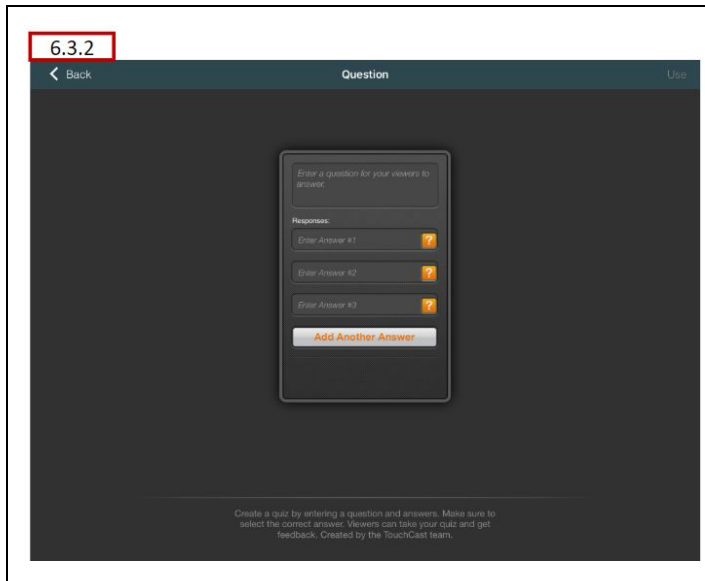 6.3.2
Back Question Use
Enter a question for your viewers to
answer.
Responses:
Enter Answer #1 ?
Enter Answer #2 ?
Enter Answer #3 ?
Add Another Answer
Create a quiz by entering a question and answers. Make sure to
select the correct answer. Viewers can take your quiz and get
feedback. Created by the TouchCast team.